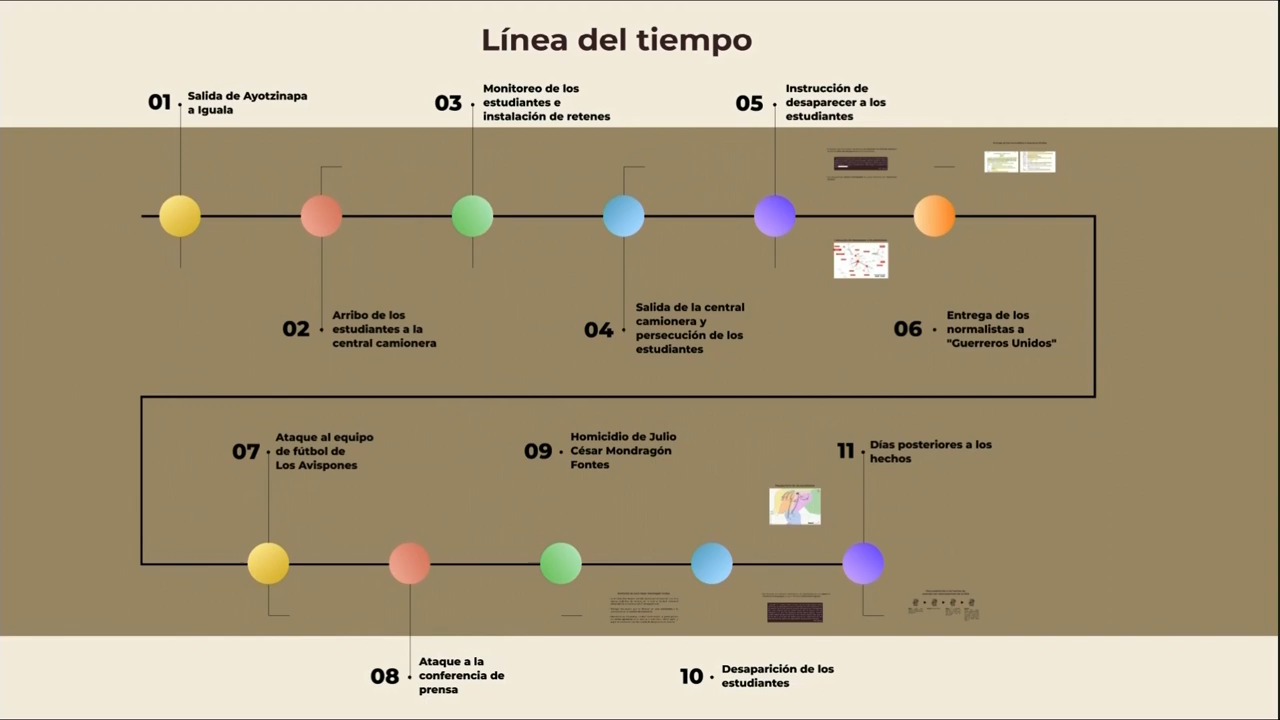 Línea del tiempo
01
Salida de Ayotzinapa
a Iguala
03
Monitoreo de los
estudiantes e
instalación de retenes
05
Instrucción de
desaparecer a los
estudiantes
02
Arribo de los
estudiantes a la
central camionera
04
Salida de la central
camionera y
persecución de los
estudiantes
06
Entrega de los
normalistas a
"Guerreros Unidos"
07
Ataque al equipo
de fútbol de
Los Avispones
09
Homicidio de Julio
César Mondragón
Fontes
11
Días posteriores a los
hechos
08
Ataque a la
conferencia de
prensa
10
Desaparición de los
estudiantes